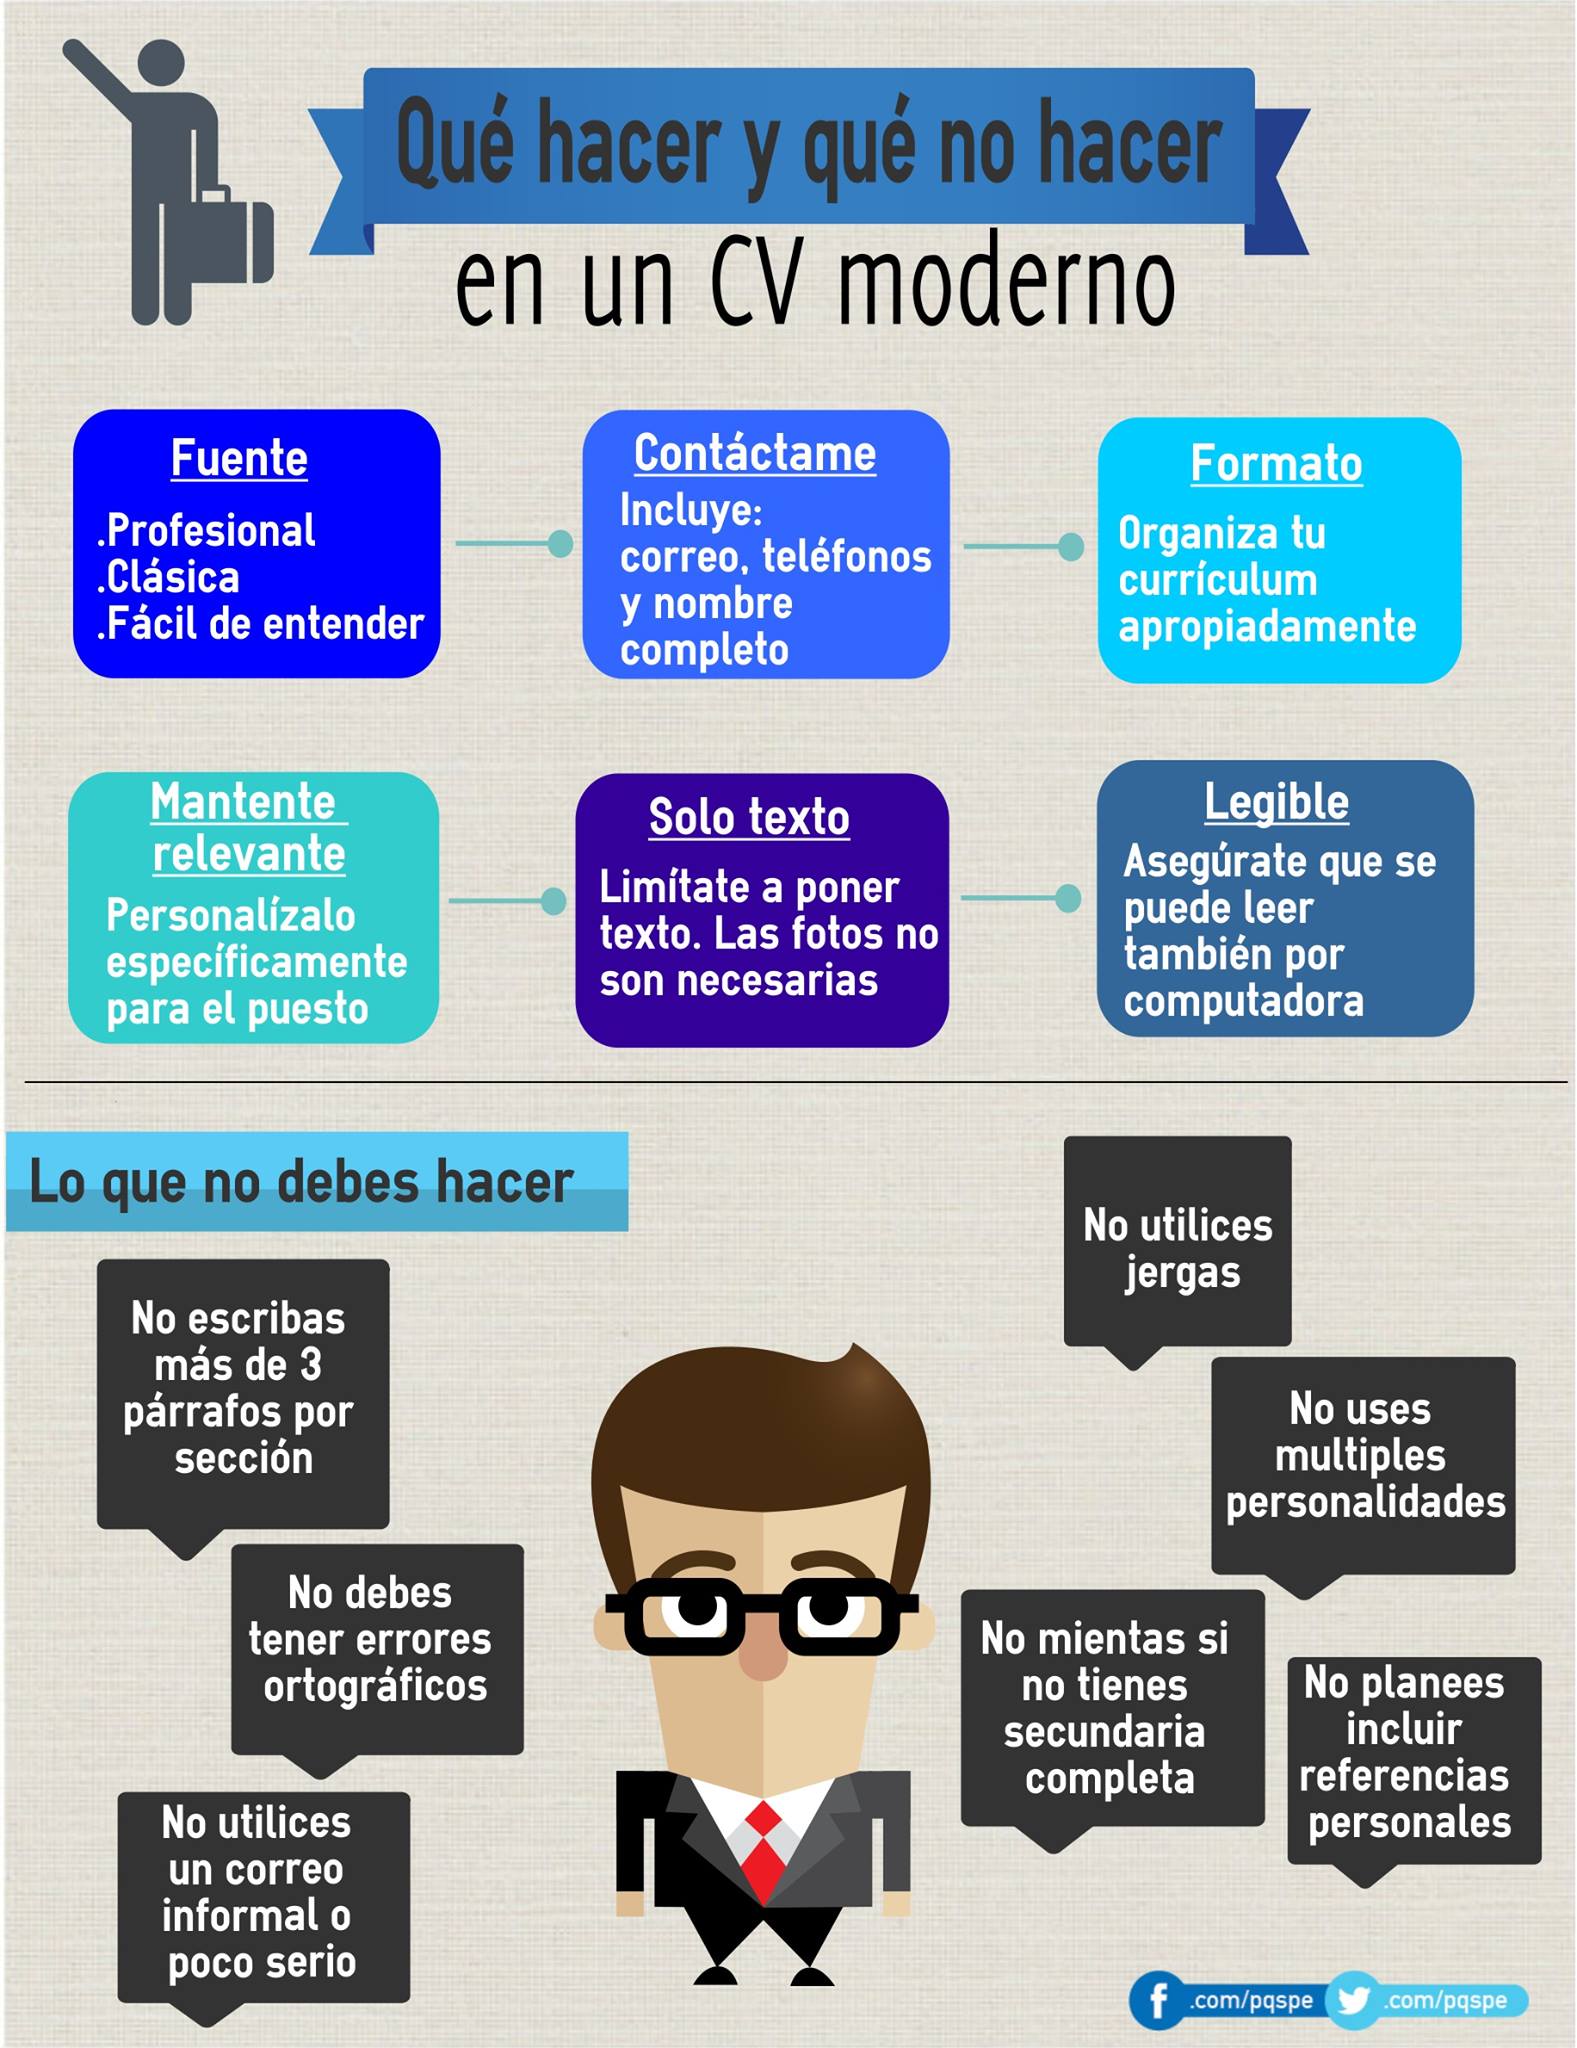 Qué hacer y qué no hacer
en un CV moderno
Fuente
.Profesional
.Clásica
.Fácil de entender
Contáctame
Incluye:
correo, teléfonos
y nombre
completo
Formato
Organiza tu
currículum
apropiadamente
Mantente
relevante
Personalízalo
específicamente
para el puesto
Solo texto
Limítate a poner
texto. Las fotos no
son necesarias
Legible
Asegúrate que se
puede leer
también por
computadora
Lo que no debes hacer
No escribas
más de 3
párrafos por
sección
No debes
tener errores
ortográficos
No utilices
un correo
informal o
poco serio
No utilices
jergas
No uses
multiples
personalidades
No mientas si
no tienes
secundaria
completa
No planees
incluir
referencias
personales
.com/pqspe
.com/pqspe